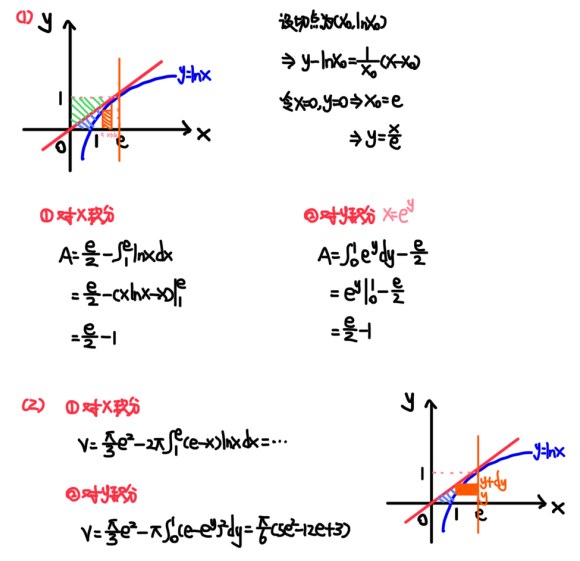 (1)
y
y=lnx
1
0 1 e x
设切点为(x₀,lnx₀)
⇒ y-lnx₀=1/x₀(x-x₀)
令x=0,y=0⇒x₀=e
⇒y=x/e
① 对x积分
A=e/2-∫₁ᵉlnxdx
=e/2-(xlnx-x)|₁ᵉ
=e/2-1
② 对y积分 x=eʸ
A=∫₀¹eʸdy-e/2
=eʸ|₀¹-e/2
=e/2-1
(2) ① 对x积分
V=π/3e²-2π∫₁ᵉ(e-x)lnxdx=…
② 对y积分
V=π/3e²-π∫₀¹(e-eʸ)²dy=π/6(5e²-12e+3)
y
y=lnx
1
y+dy
y
0 1 e x